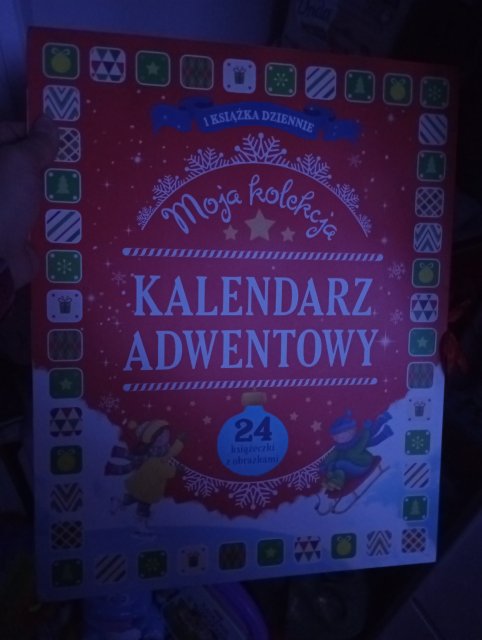 1 KSIĄŻKA DZIENNIE
Moja kolekcja
KALENDARZ
ADWENTOWY
24
książeczki
z obrazkami